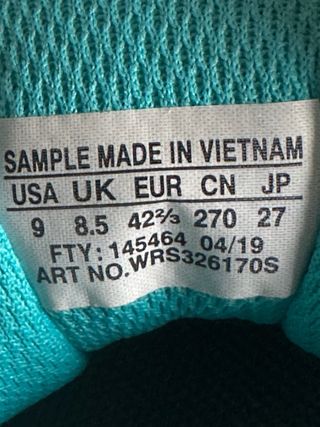 SAMPLE MADE IN VIETNAM
USA UK EUR CN JP
9 8.5 42⅔ 270 27
FTY: 145464 04/19
ART NO.WRS326170S